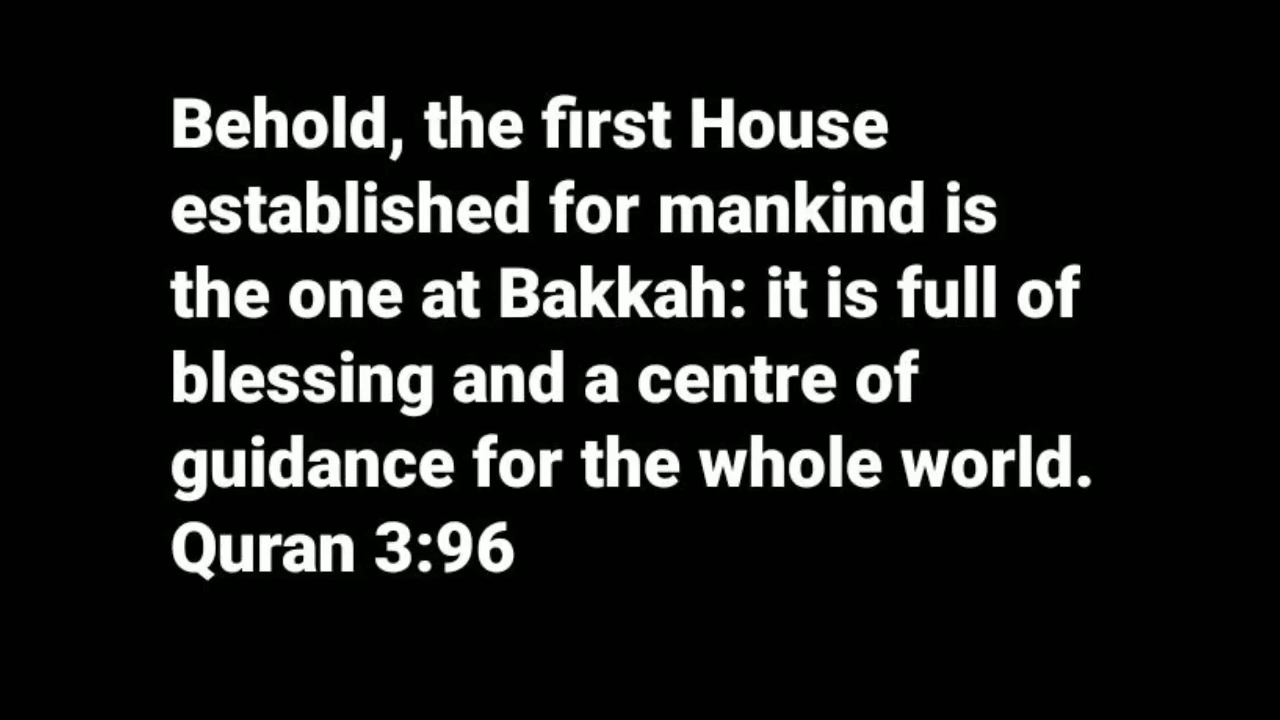 Behold, the first House
established for mankind is
the one at Bakkah: it is full of
blessing and a centre of
guidance for the whole world.
Quran 3:96